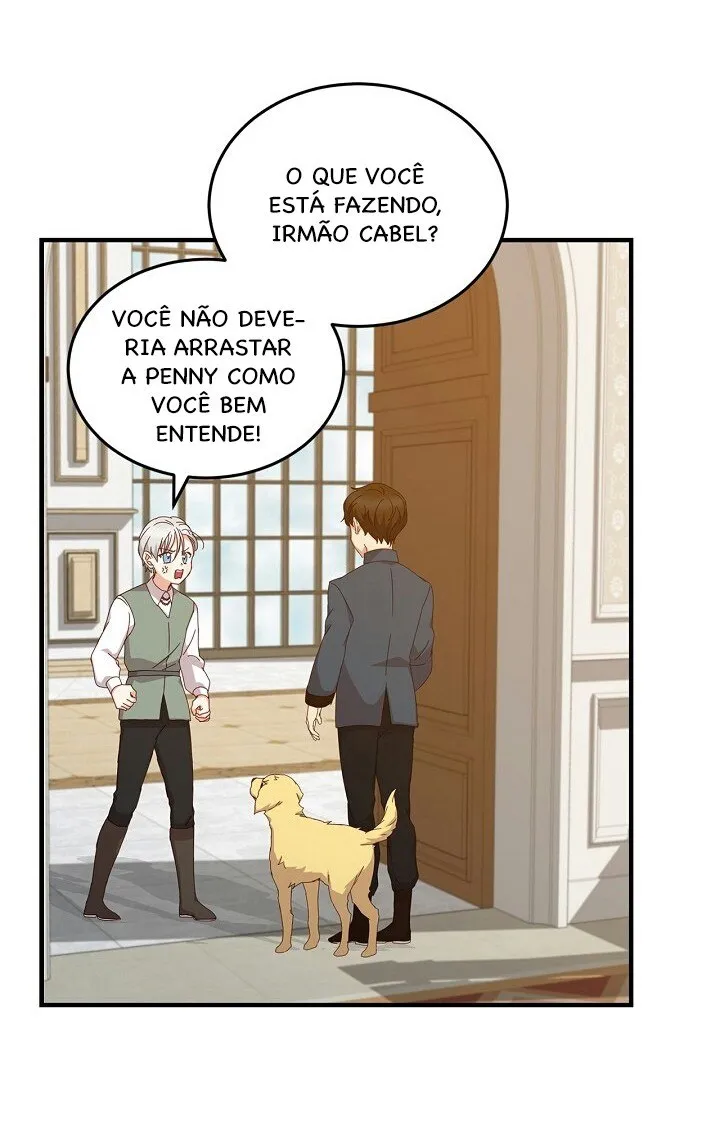 O QUE VOCÊ
ESTÁ FAZENDO,
IRMÃO CABEL?
VOCÊ NÃO DEVE-
RIA ARRASTAR
A PENNY COMO
VOCÊ BEM
ENTENDE!